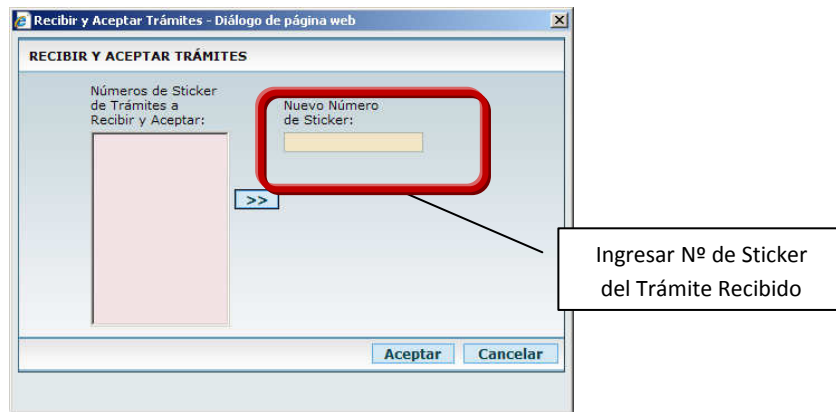 Recibir y Aceptar Trámites - Diálogo de página web
RECIBIR Y ACEPTAR TRÁMITES
Números de Sticker
de Trámites a
Recibir y Aceptar:
Nuevo Número
de Sticker:
>>
Ingresar Nº de Sticker
del Trámite Recibido
Aceptar
Cancelar